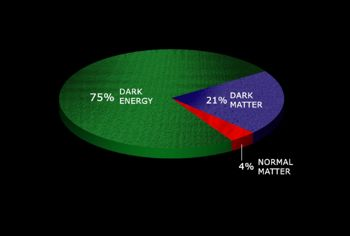 75% DARK
ENERGY
21% DARK
MATTER
4% NORMAL
MATTER